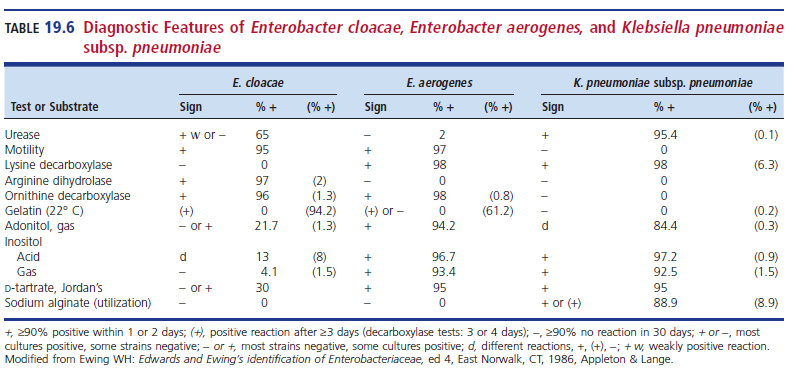 TABLE 19.6 Diagnostic Features of Enterobacter cloacae, Enterobacter aerogenes, and Klebsiella pneumoniae
subsp. pneumoniae
E. cloacae E. aerogenes K. pneumoniae subsp. pneumoniae
Test or Substrate Sign % + (% +) Sign % + (% +) Sign % + (% +)
Urease + w or – 65 – 2 + 95.4 (0.1)
Motility + 95 + 97 – 0
Lysine decarboxylase – 0 + 98 + 98 (6.3)
Arginine dihydrolase + 97 (2) – 0 – 0
Ornithine decarboxylase + 96 (1.3) + 98 (0.8) – 0
Gelatin (22° C) (+) 0 (94.2) (+) or – 0 (61.2) – 0 (0.2)
Adonitol, gas – or + 21.7 (1.3) + 94.2 d 84.4 (0.3)
Inositol
Acid d 13 (8) + 96.7 + 97.2 (0.9)
Gas – 4.1 (1.5) + 93.4 + 92.5 (1.5)
D-tartrate, Jordan's – or + 30 + 95 + 95
Sodium alginate (utilization) – 0 – 0 + or (+) 88.9 (8.9)
+, ≥90% positive within 1 or 2 days; (+), positive reaction after ≥3 days (decarboxylase tests: 3 or 4 days); –, ≥90% no reaction in 30 days; + or –, most
cultures positive, some strains negative; – or +, most strains negative, some cultures positive; d, different reactions, +, (+), –; + w, weakly positive reaction.
Modified from Ewing WH: Edwards and Ewing's identification of Enterobacteriaceae, ed 4, East Norwalk, CT, 1986, Appleton & Lange.